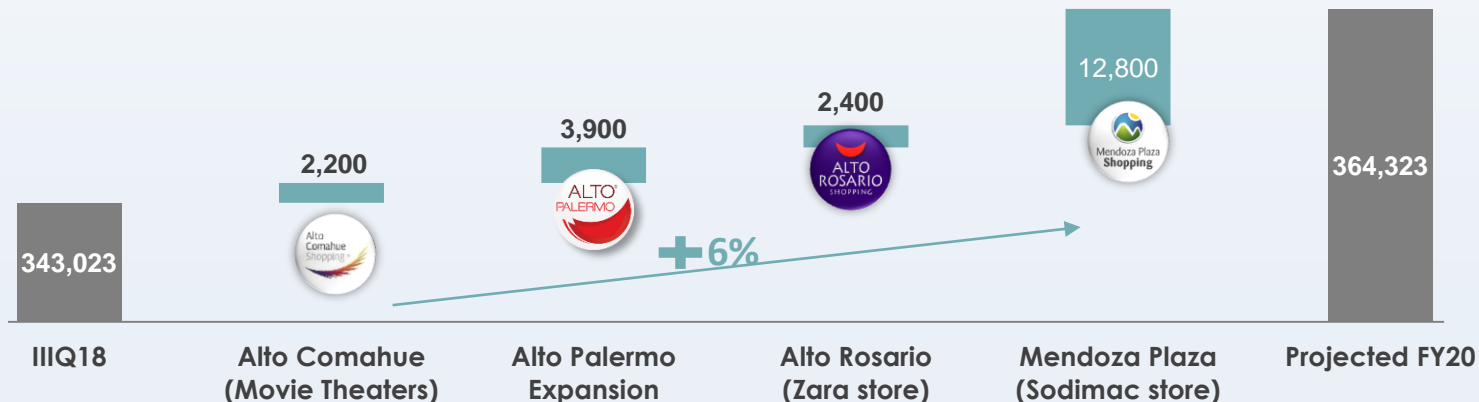 12,800
2,400
3,900
2,200
Mendoza Plaza
Shopping
ALTO
ROSARIO
SHOPPING
364,323
ALTO
PALERMO
Alto
Comahue
Shopping
+6%
343,023
IIIQ18
Alto Comahue
(Movie Theaters)
Alto Palermo
Expansion
Alto Rosario
(Zara store)
Mendoza Plaza
(Sodimac store)
Projected FY20